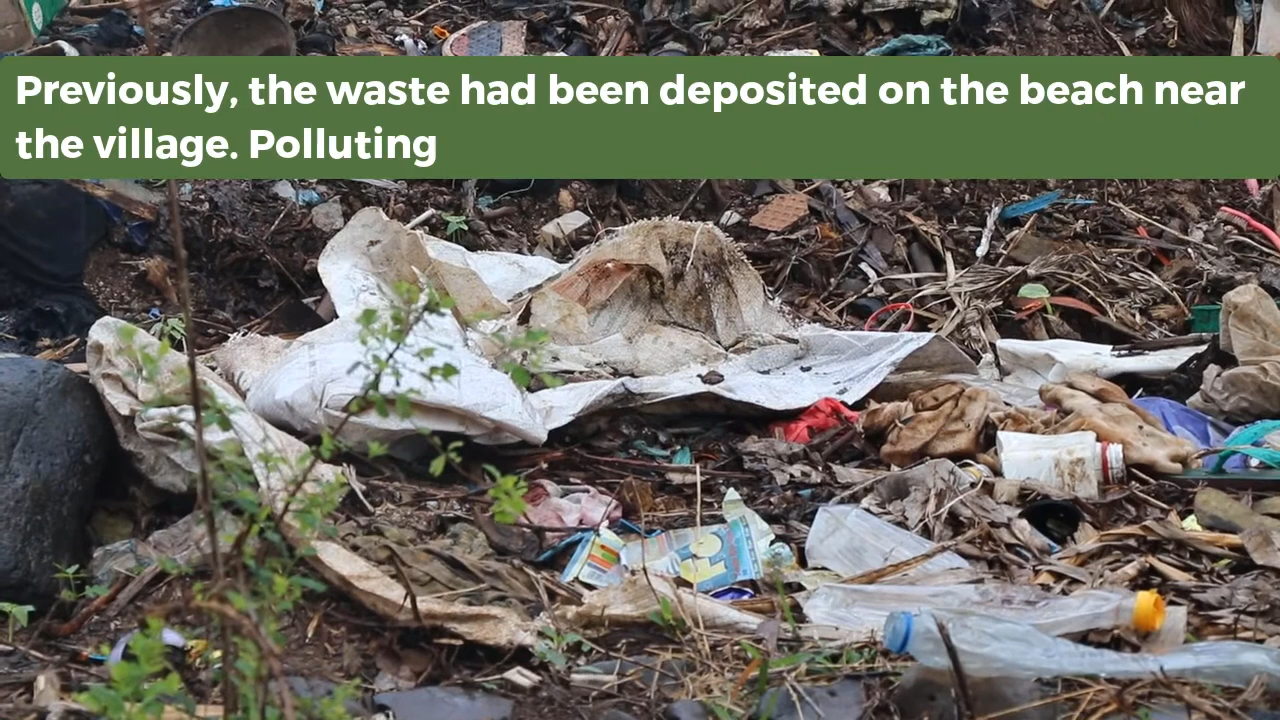 Previously, the waste had been deposited on the beach near
the village. Polluting